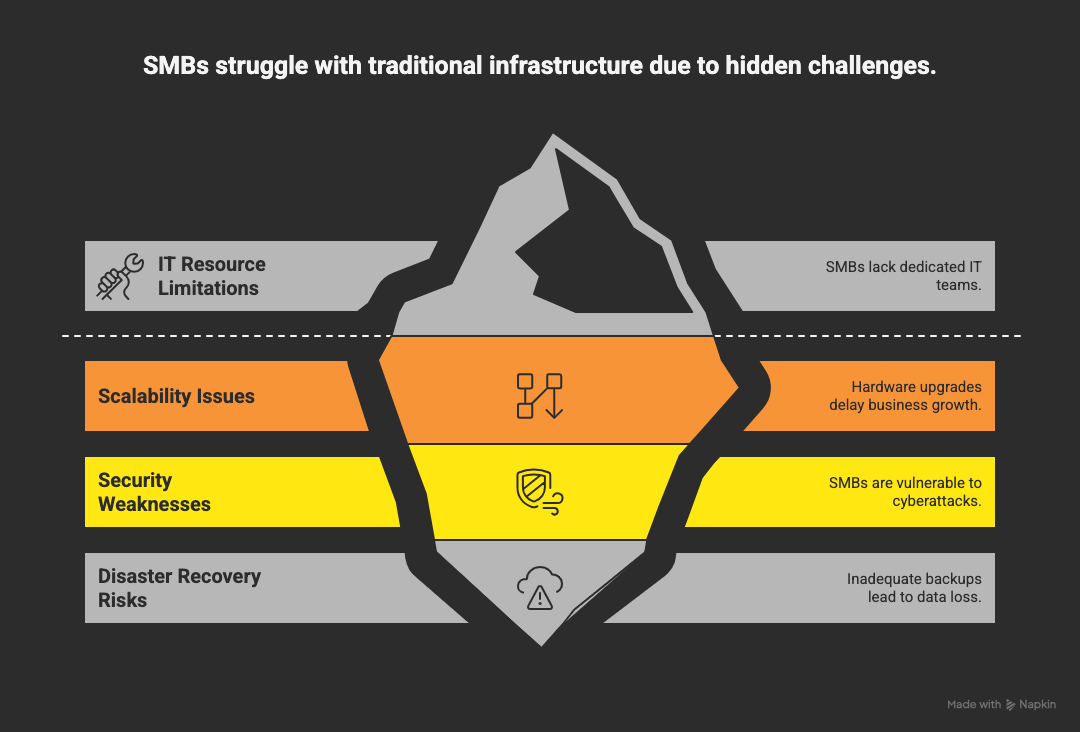 SMBs struggle with traditional infrastructure due to hidden challenges.
IT Resource
Limitations
SMBs lack dedicated IT
teams.
Scalability Issues
Hardware upgrades
delay business growth.
Security
Weaknesses
SMBs are vulnerable to
cyberattacks.
Disaster Recovery
Risks
Inadequate backups
lead to data loss.
Made with Napkin